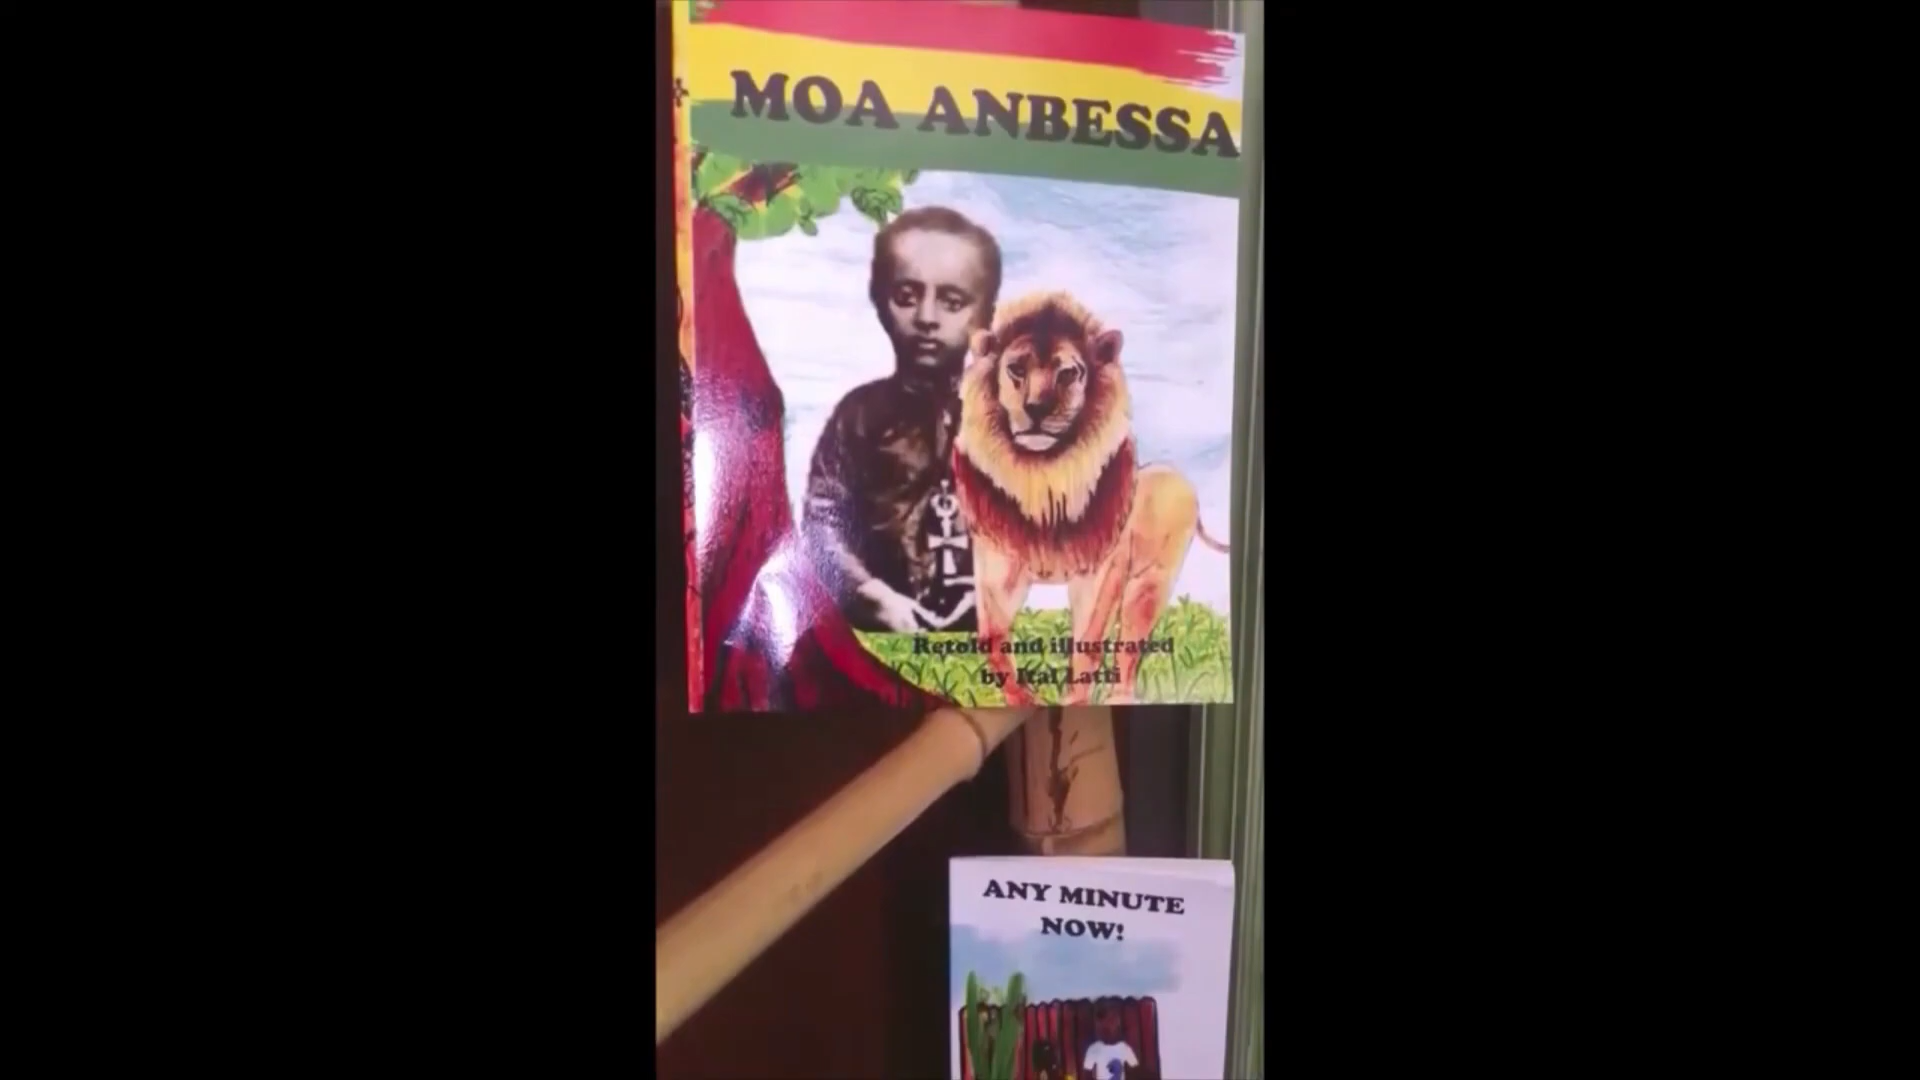 MOA ANBESSA
Retold and illustrated
by Ital Latti
ANY MINUTE
NOW!